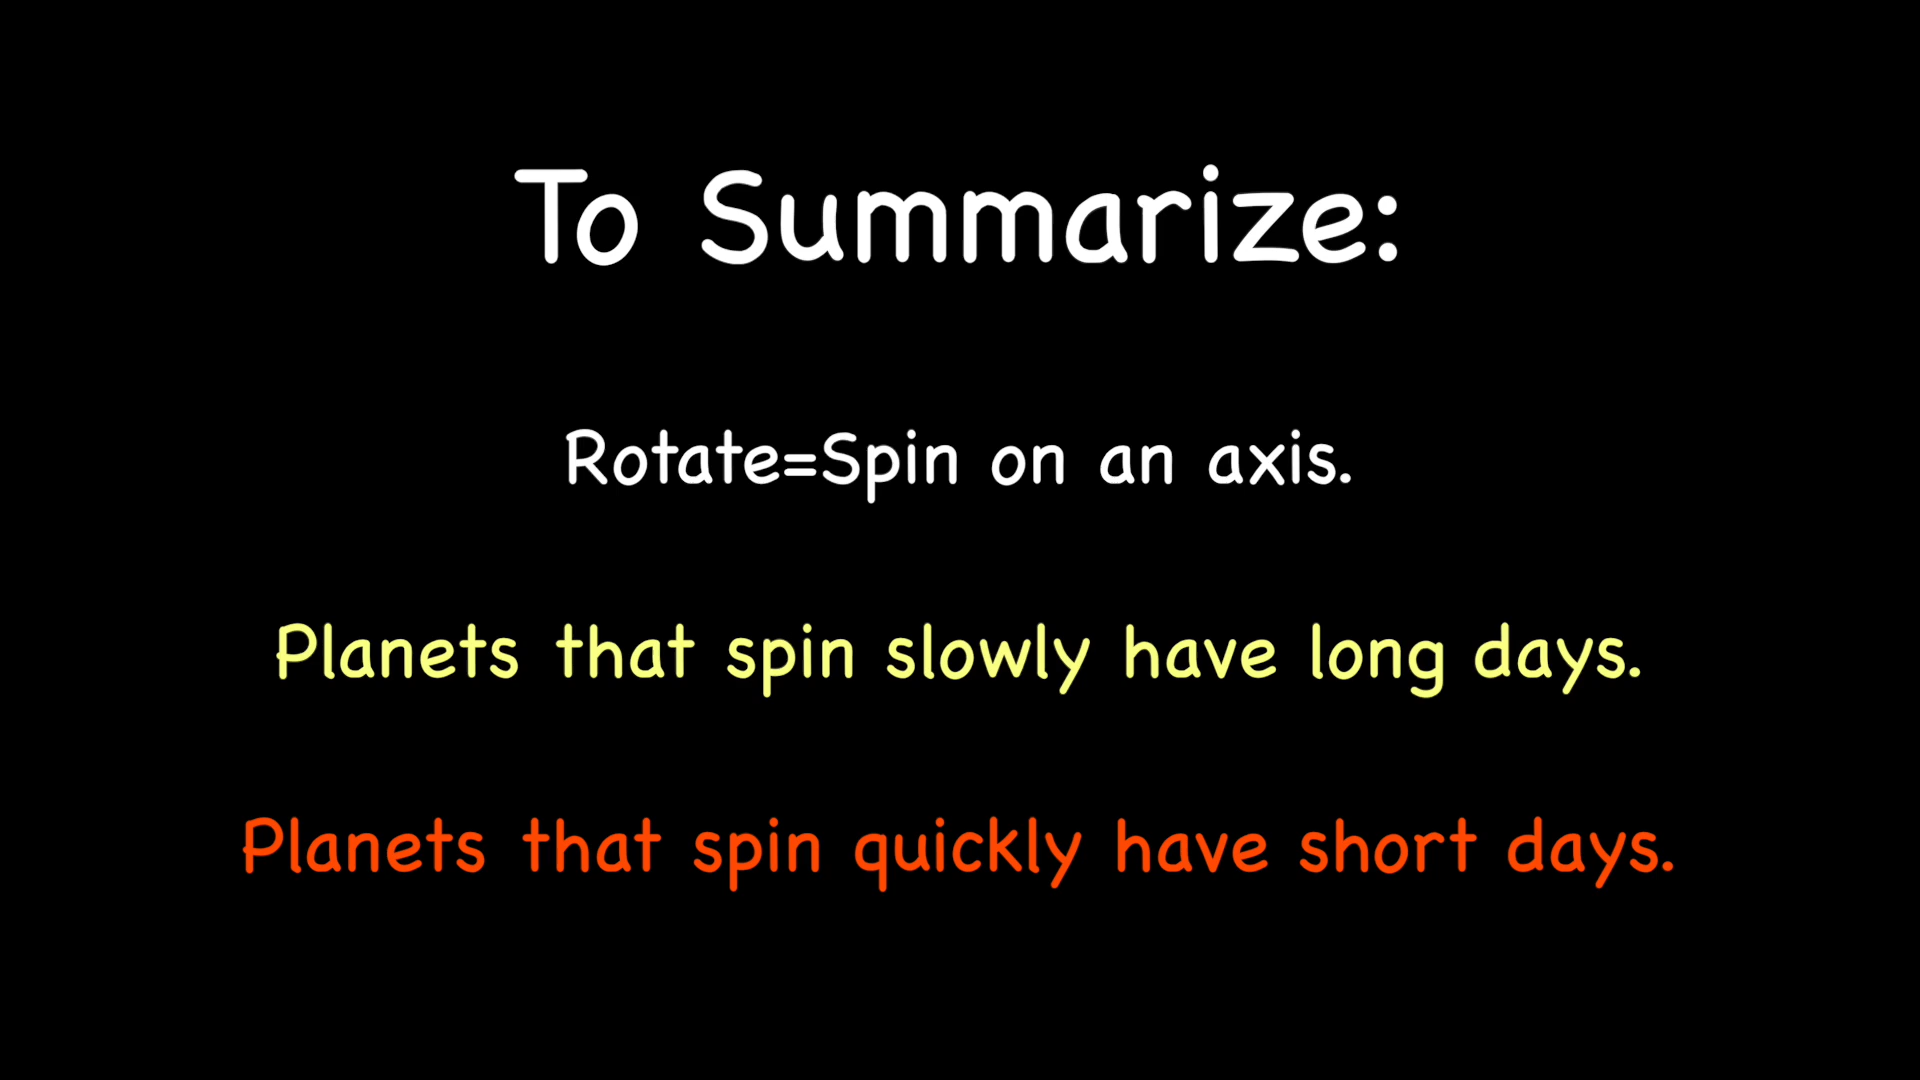 To Summarize:
Rotate=Spin on an axis.
Planets that spin slowly have long days.
Planets that spin quickly have short days.